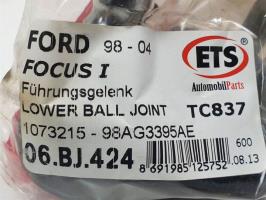 FORD 98 - 04
FOCUS I
ETS
AutomobilParts
Führungsgelenk
LOWER BALL JOINT TC837
1073215 - 98AG3395AE
06.BJ.424
600
.08.13
8 691985 125752